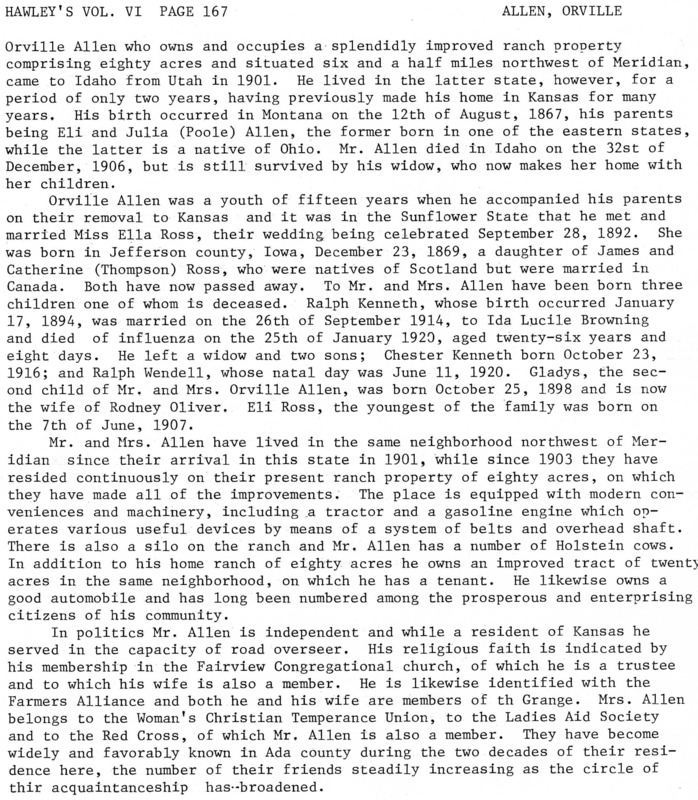 HAWLEY'S VOL. VI  PAGE 167 ALLEN, ORVILLE
Orville Allen who owns and occupies a splendidly improved ranch property
comprising eighty acres and situated six and a half miles northwest of Meridian,
came to Idaho from Utah in 1901.  He lived in the latter state, however, for a
period of only two years, having previously made his home in Kansas for many
years.  His birth occurred in Montana on the 12th of August, 1867, his parents
being Eli and Julia (Poole) Allen, the former born in one of the eastern states,
while the latter is a native of Ohio.  Mr. Allen died in Idaho on the 32st of
December, 1906, but is still survived by his widow, who now makes her home with
her children.
Orville Allen was a youth of fifteen years when he accompanied his parents
on their removal to Kansas  and it was in the Sunflower State that he met and
married Miss Ella Ross, their wedding being celebrated September 28, 1892.  She
was born in Jefferson county, Iowa, December 23, 1869, a daughter of James and
Catherine (Thompson) Ross, who were natives of Scotland but were married in
Canada.  Both have now passed away.  To Mr. and Mrs. Allen have been born three
children one of whom is deceased.  Ralph Kenneth, whose birth occurred January
17, 1894, was married on the 26th of September 1914, to Ida Lucile Browning
and died  of influenza on the 25th of January 1920, aged twenty-six years and
eight days.  He left a widow and two sons;  Chester Kenneth born October 23,
1916; and Ralph Wendell, whose natal day was June 11, 1920.  Gladys, the sec-
ond child of Mr. and Mrs. Orville Allen, was born October 25, 1898 and is now
the wife of Rodney Oliver.  Eli Ross, the youngest of the family was born on
the 7th of June, 1907.
Mr. and Mrs. Allen have lived in the same neighborhood northwest of Mer-
idian  since their arrival in this state in 1901, while since 1903 they have
resided continuously on their present ranch property of eighty acres, on which
they have made all of the improvements.  The place is equipped with modern con-
veniences and machinery, including a tractor and a gasoline engine which op-
erates various useful devices by means of a system of belts and overhead shaft.
There is also a silo on the ranch and Mr. Allen has a number of Holstein cows.
In addition to his home ranch of eighty acres he owns an improved tract of twenty
acres in the same neighborhood, on which he has a tenant.  He likewise owns a
good automobile and has long been numbered among the prosperous and enterprising
citizens of his community.
In politics Mr. Allen is independent and while a resident of Kansas he
served in the capacity of road overseer.  His religious faith is indicated by
his membership in the Fairview Congregational church, of which he is a trustee
and to which his wife is also a member.  He is likewise identified with the
Farmers Alliance and both he and his wife are members of th Grange.  Mrs. Allen
belongs to the Woman's Christian Temperance Union, to the Ladies Aid Society
and to the Red Cross, of which Mr. Allen is also a member.  They have become
widely and favorably known in Ada county during the two decades of their resi-
dence here, the number of their friends steadily increasing as the circle of
thir acquaintanceship  has--broadened.